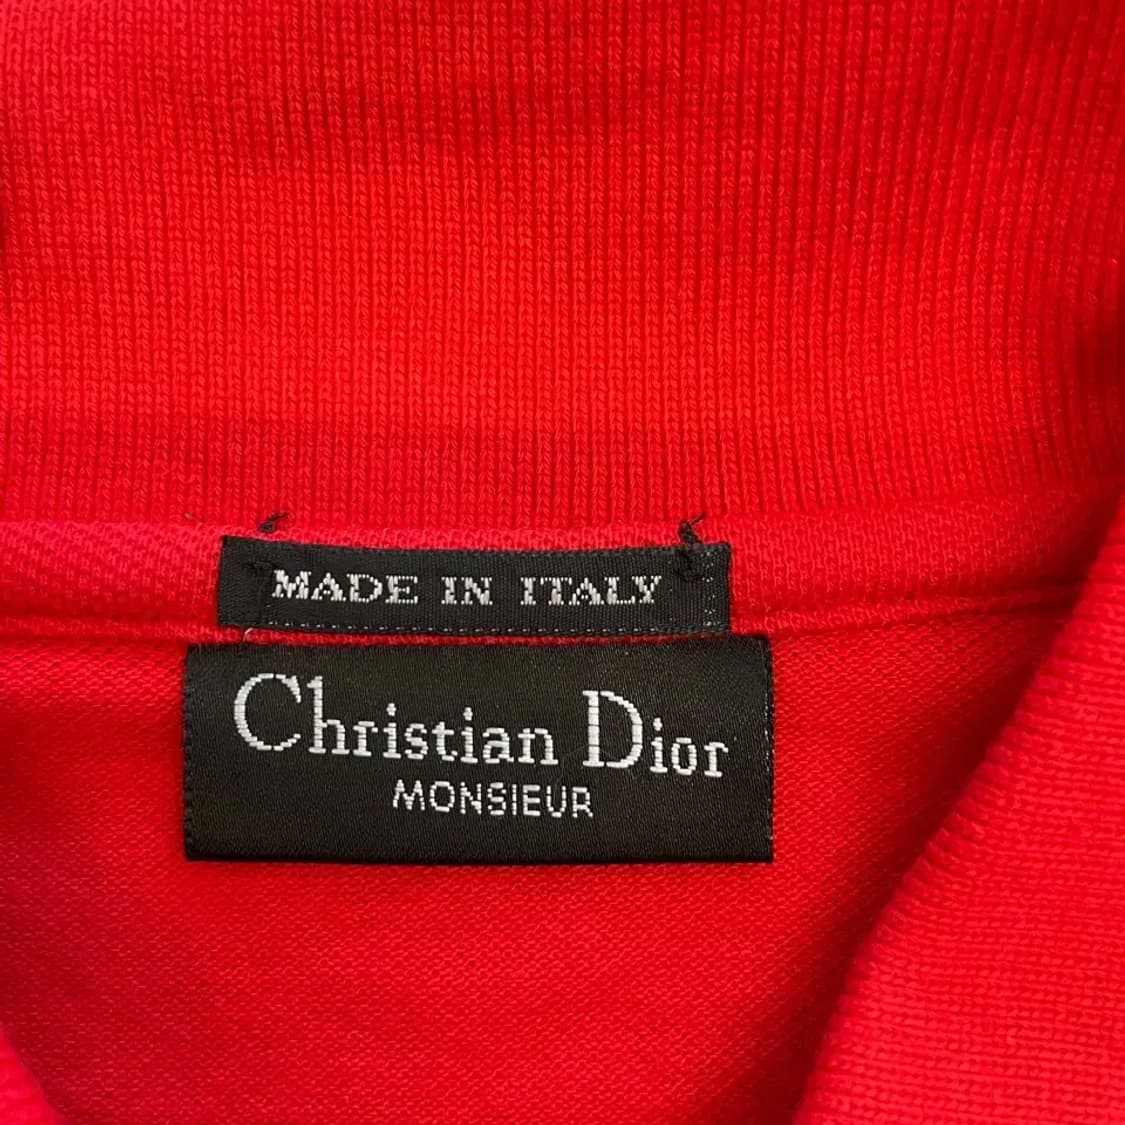 MADE IN ITALY
Christian Dior
MONSIEUR